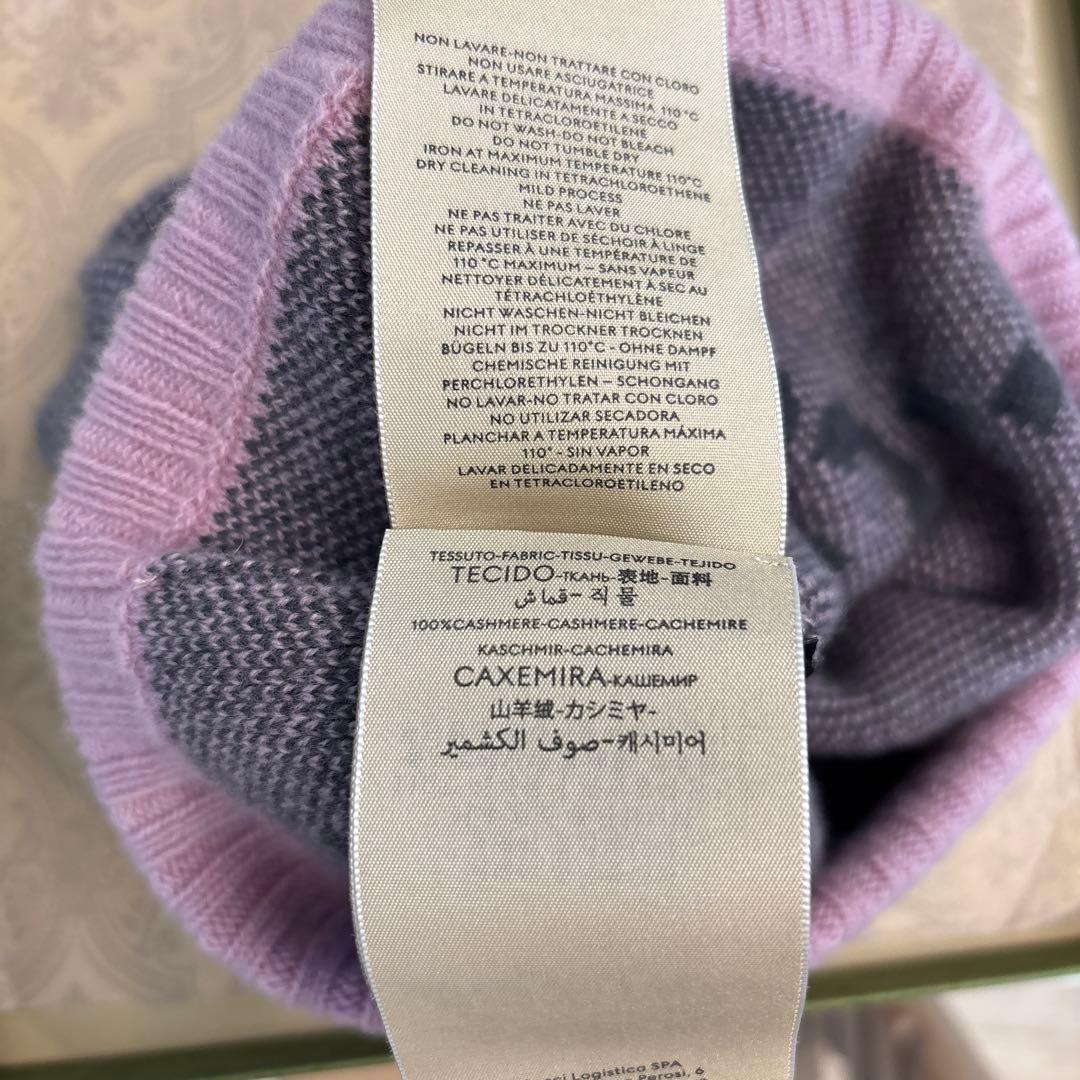 NON LAVARE-NON TRATTARE CON CLORO
NON USARE ASCIUGATRICE
STIRARE A TEMPERATURA MASSIMA 110°C
LAVARE DELICATAMENTE A SECCO
IN TETRACLOROETILENE
DO NOT WASH-DO NOT BLEACH
DO NOT TUMBLE DRY
IRON AT MAXIMUM TEMPERATURE 110°C
DRY CLEANING IN TETRACHLOROETHENE
MILD PROCESS
NE PAS LAVER
NE PAS TRAITER AVEC DU CHLORE
NE PAS UTILISER DE SÉCHOIR À LINGE
REPASSER À UNE TEMPÉRATURE DE
110 °C MAXIMUM – SANS VAPEUR
NETTOYER DÉLICATEMENT À SEC AU
TÉTRACHLOÉTHYLÈNE
NICHT WASCHEN-NICHT BLEICHEN
NICHT IM TROCKNER TROCKNEN
BÜGELN BIS ZU 110°C - OHNE DAMPF
CHEMISCHE REINIGUNG MIT
PERCHLORETHYLEN – SCHONGANG
NO LAVAR-NO TRATAR CON CLORO
NO UTILIZAR SECADORA
PLANCHAR A TEMPERATURA MÁXIMA
110° - SIN VAPOR
LAVAR DELICADAMENTE EN SECO
EN TETRACLOROETILENO
TESSUTO-FABRIC-TISSU-GEWEBE-TEJIDO
TECIDO-ТКАНЬ-表地-面料
قماش-직물
100%CASHMERE-CASHMERE-CACHEMIRE
KASCHMIR-CACHEMIRA
CAXEMIRA-КАШЕМИР
山羊绒-カシミヤ-
صوف الكشمير-캐시미어
Logistica SPA
Perosi, 6